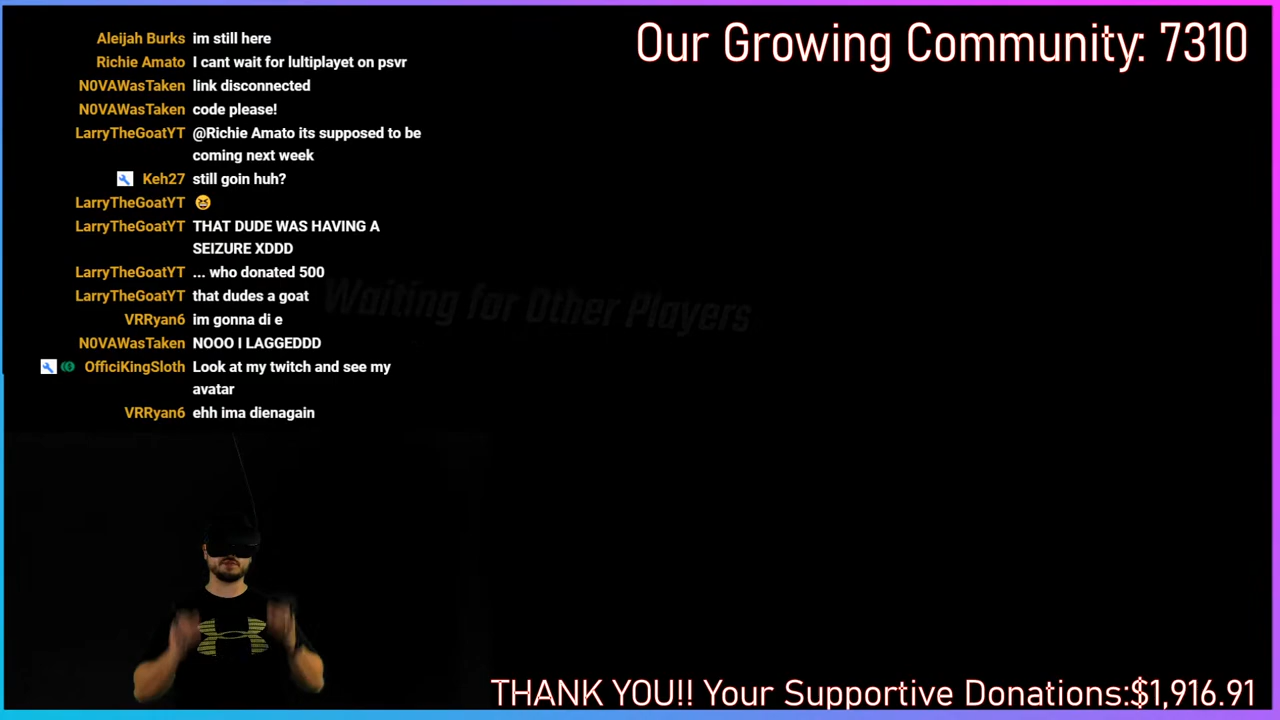 Our Growing Community: 7310
Aleijah Burks im still here
Richie Amato I cant wait for lultiplayet on psvr
N0VAWasTaken link disconnected
N0VAWasTaken code please!
LarryTheGoatYT @Richie Amato its supposed to be
coming next week
Keh27 still goin huh?
LarryTheGoatYT 😆
LarryTheGoatYT THAT DUDE WAS HAVING A
SEIZURE XDDD
LarryTheGoatYT ... who donated 500
LarryTheGoatYT that dudes a goat
Waiting for Other Players
VRRyan6 im gonna di e
N0VAWasTaken NOOO I LAGGEDDD
OfficiKingSloth Look at my twitch and see my
avatar
VRRyan6 ehh ima dienagain
THANK YOU!! Your Supportive Donations:$1,916.91